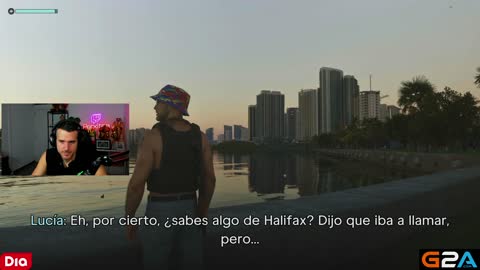 Lucía: Eh, por cierto, ¿sabes algo de Halifax? Dijo que iba a llamar,
pero...
DIa
G2A